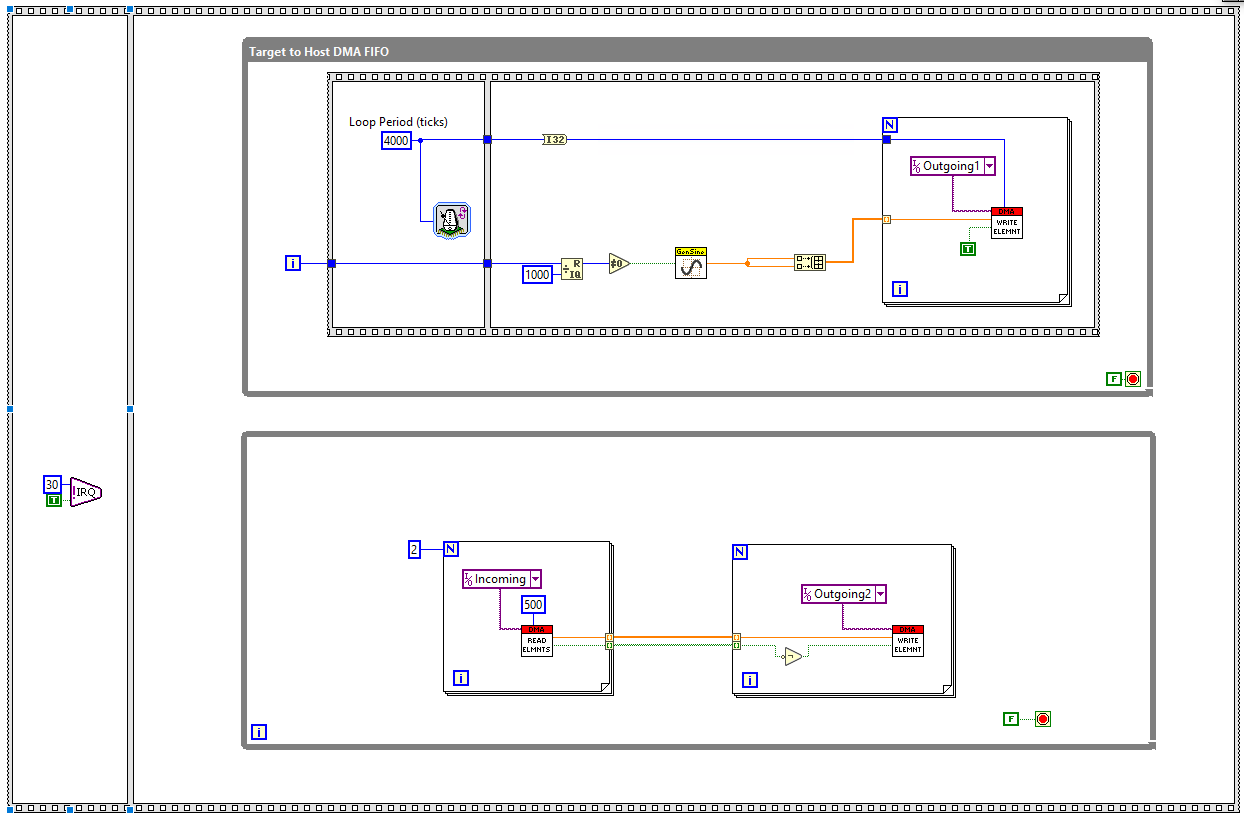 Target to Host DMA FIFO
Loop Period (ticks)
4000
I32
N
Outgoing1
DMA
WRITE
ELEMNT
T
i
1000
R
IQ
≠0
GenSine
i
F
30
T
!IRQ
2
N
Incoming
500
DMA
READ
ELMNTS
i
N
Outgoing2
DMA
WRITE
ELEMNT
i
F
i